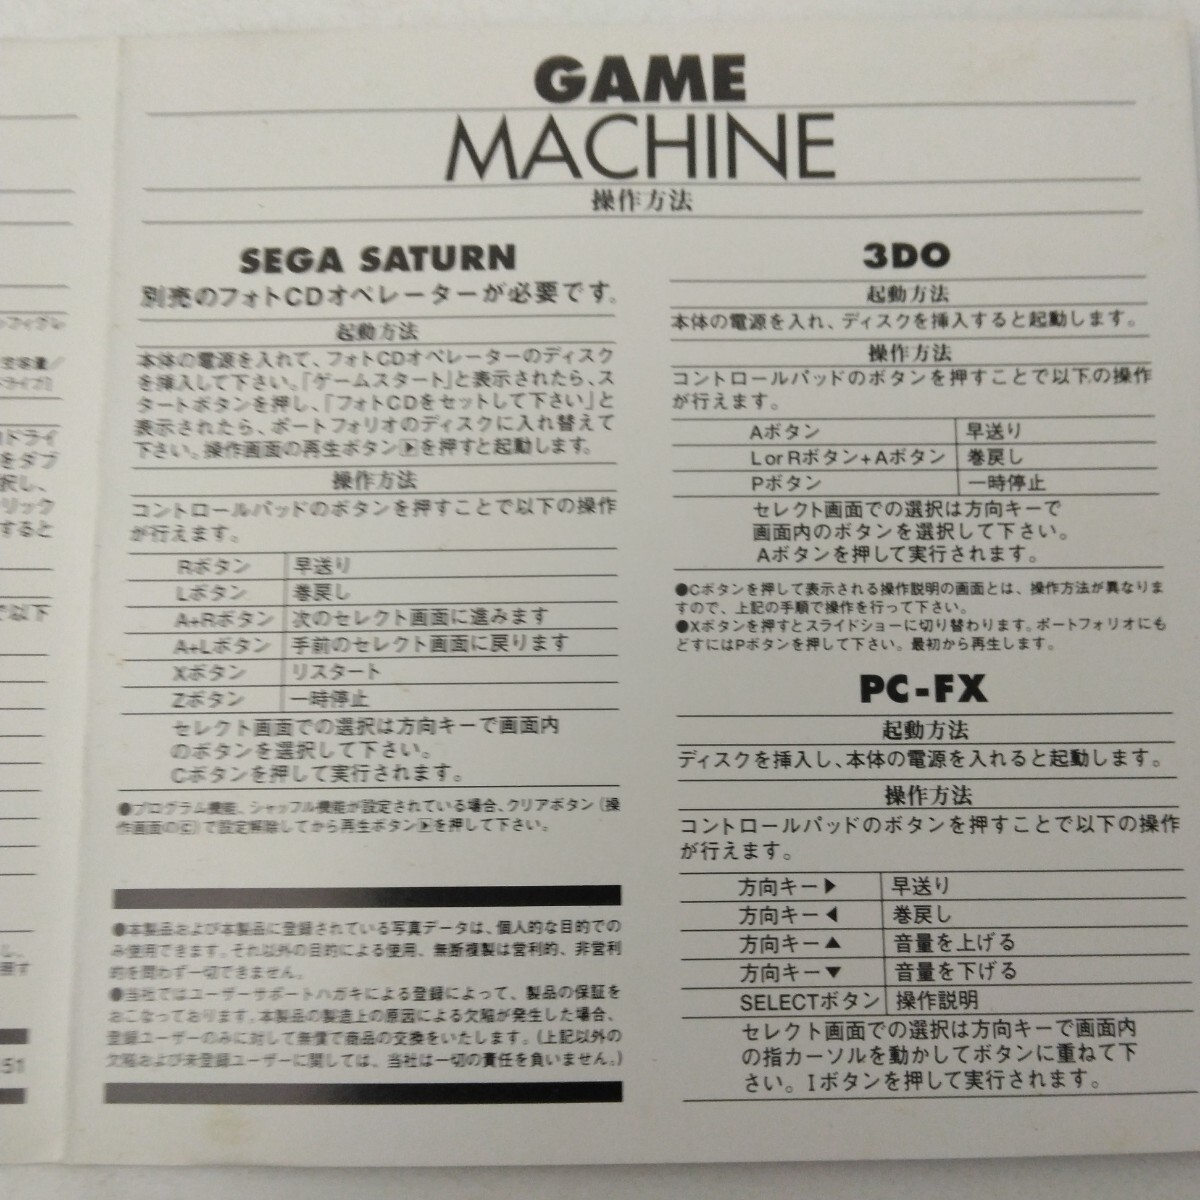 GAME
MACHINE
操作方法
SEGA SATURN
別売のフォトCDオペレーターが必要です。
起動方法
本体の電源を入れて、フォトCDオペレーターのディスク
を挿入して下さい。「ゲームスタート」と表示されたら、ス
タートボタンを押し、「フォトCDをセットして下さい」と
表示されたら、ポートフォリオのディスクに入れ替えて
下さい。操作画面の再生ボタン▶を押すと起動します。
操作方法
コントロールパッドのボタンを押すことで以下の操作
が行えます。
Rボタン 早送り
Lボタン 巻戻し
A+Rボタン 次のセレクト画面に進みます
A+Lボタン 手前のセレクト画面に戻ります
Xボタン リスタート
Zボタン 一時停止
セレクト画面での選択は方向キーで画面内
のボタンを選択して下さい。
Cボタンを押して実行されます。
●プログラム機能、シャッフル機能が設定されている場合、クリアボタン（操
作画面のC）で設定解除してから再生ボタン▶を押して下さい。
●本製品および本製品に登録されている写真データは、個人的な目的での
み使用できます。それ以外の目的による使用、無断複製は営利的、非営利
的を問わず一切できません。
●当社ではユーザーサポートハガキによる登録によって、製品の保証を
おこなっております。本製品の製造上の原因による欠陥が発生した場合、
登録ユーザーのみに対して無償で商品の交換をいたします。（上記以外の
欠陥および未登録ユーザーに関しては、当社は一切の責任を負いません。）
3DO
起動方法
本体の電源を入れ、ディスクを挿入すると起動します。
操作方法
コントロールパッドのボタンを押すことで以下の操作
が行えます。
Aボタン 早送り
L or Rボタン+Aボタン 巻戻し
Pボタン 一時停止
セレクト画面での選択は方向キーで
画面内のボタンを選択して下さい。
Aボタンを押して実行されます。
●Cボタンを押して表示される操作説明の画面とは、操作方法が異なりま
すので、上記の手順で操作を行って下さい。
●Xボタンを押すとスライドショーに切り替わります。ポートフォリオにも
どすにはPボタンを押して下さい。最初から再生します。
PC-FX
起動方法
ディスクを挿入し、本体の電源を入れると起動します。
操作方法
コントロールパッドのボタンを押すことで以下の操作
が行えます。
方向キー▶ 早送り
方向キー◀ 巻戻し
方向キー▲ 音量を上げる
方向キー▼ 音量を下げる
SELECTボタン 操作説明
セレクト画面での選択は方向キーで画面内
の指カーソルを動かしてボタンに重ねて下
さい。Iボタンを押して実行されます。